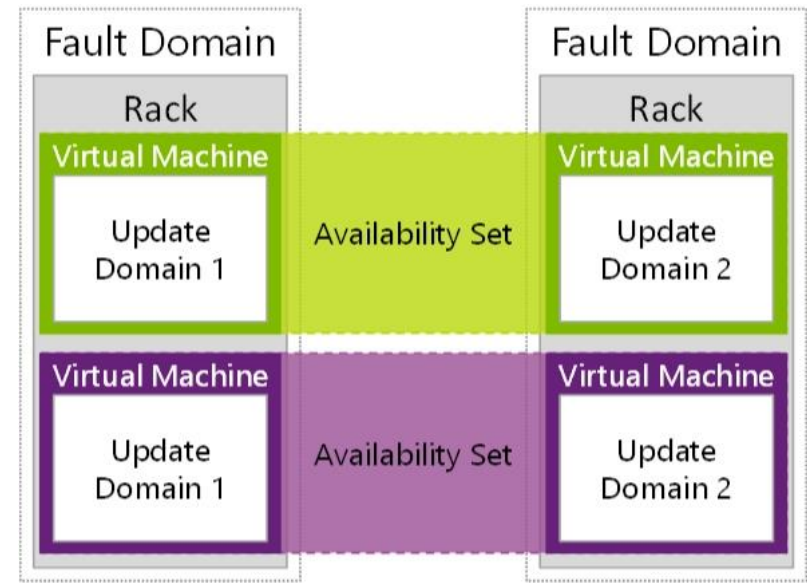 Fault Domain
Fault Domain
Rack
Rack
Virtual Machine
Virtual Machine
Update
Domain 1
Availability Set
Update
Domain 2
Virtual Machine
Virtual Machine
Update
Domain 1
Availability Set
Update
Domain 2